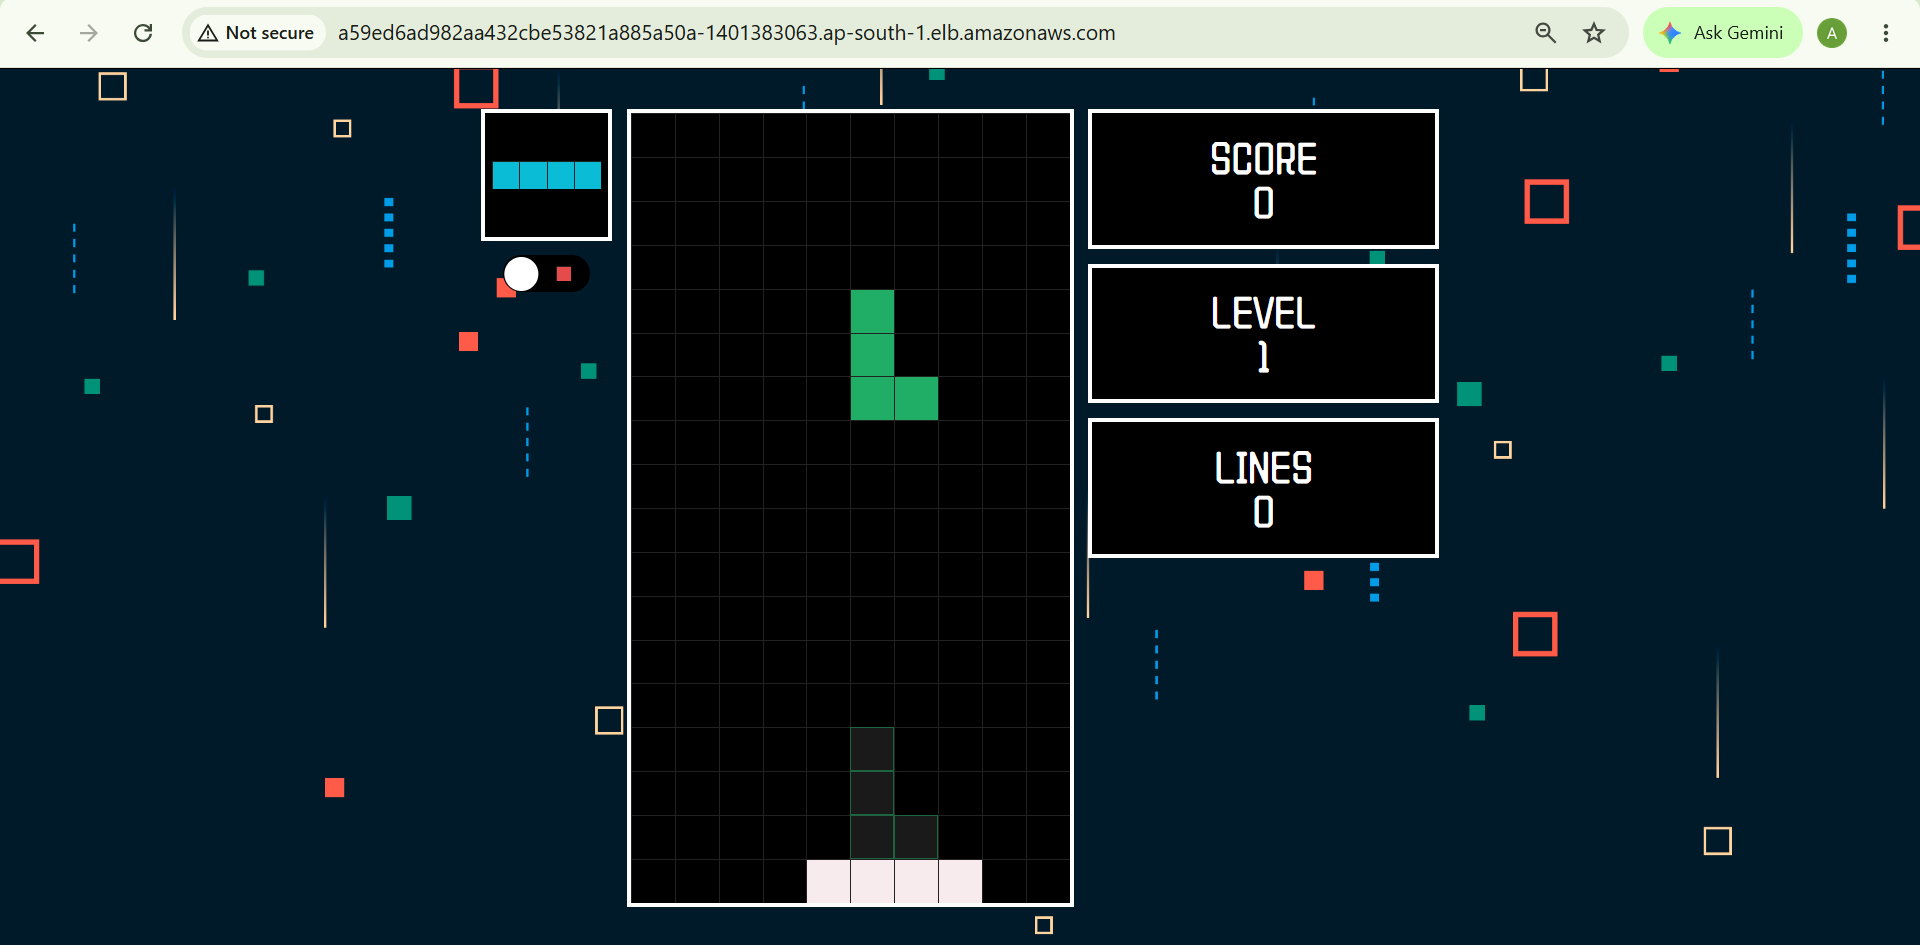 Not secure
a59ed6ad982aa432cbe53821a885a50a-1401383063.ap-south-1.elb.amazonaws.com
Ask Gemini
A
SCORE
0
LEVEL
1
LINES
0